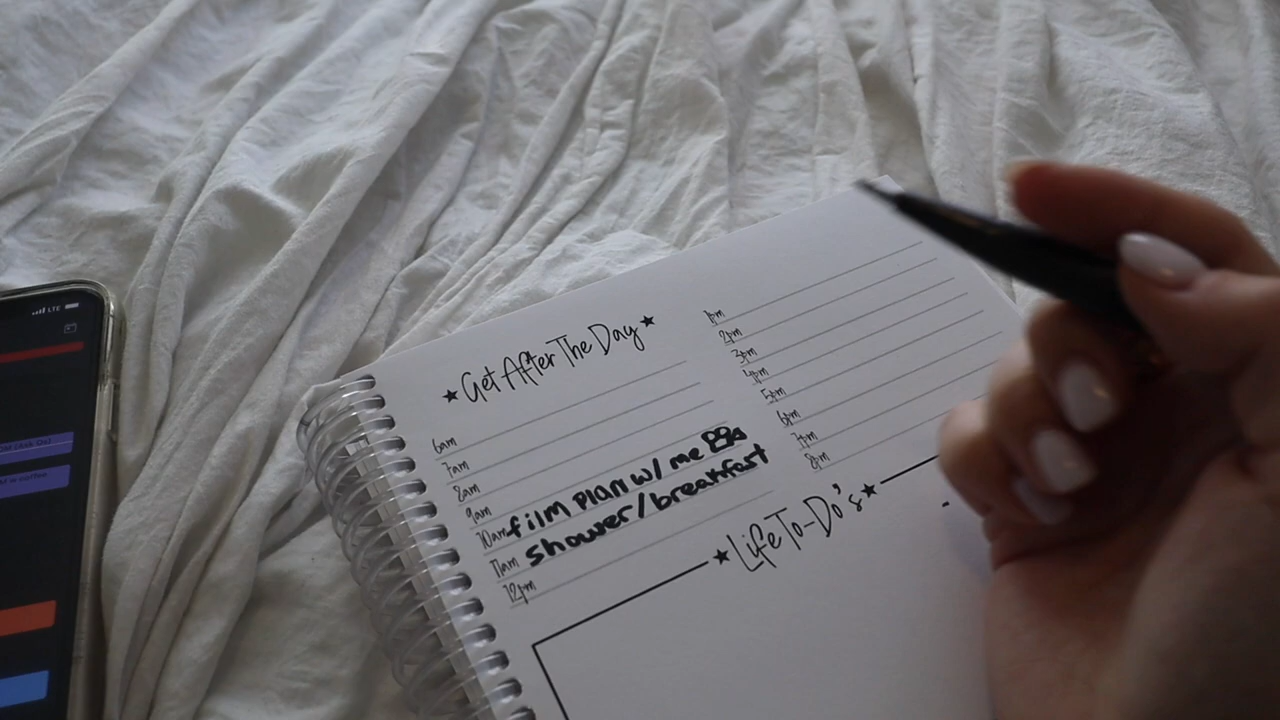 LTE
★Get After The Day★
6am
7am
8am
9am
10am film plan w/ me
11am shower/breakfast
12pm
1pm
2pm
3pm
4pm
5pm
6pm
7pm
8pm
★Life To-Do's★